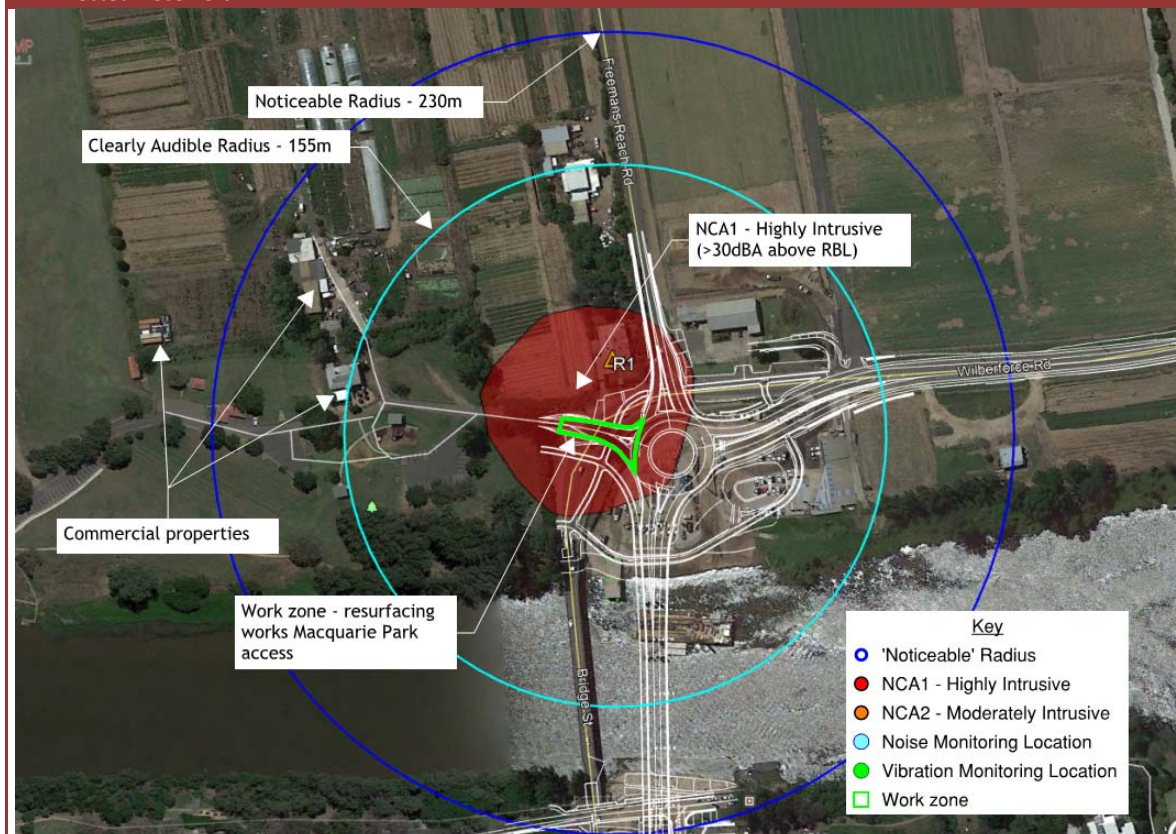 Noticeable Radius - 230m
Freemans Reach Rd
Clearly Audible Radius - 155m
NCA1 - Highly Intrusive
(>30dBA above RBL)
R1
Wilberforce Rd
Commercial properties
Work zone - resurfacing
works Macquarie Park
access
Bridge St
Key
'Noticeable' Radius
NCA1 - Highly Intrusive
NCA2 - Moderately Intrusive
Noise Monitoring Location
Vibration Monitoring Location
Work zone